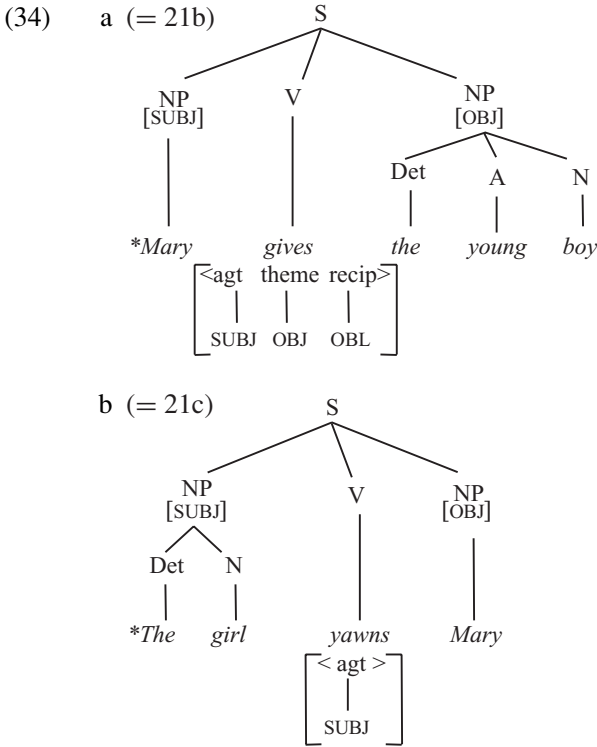 (34) a (= 21b) S
NP V NP
[SUBJ] [OBJ]
Det A N
*Mary gives the young boy
<agt theme recip>
SUBJ OBJ OBL
b (= 21c) S
NP V NP
[SUBJ] [OBJ]
Det N
*The girl yawns Mary
< agt >
SUBJ